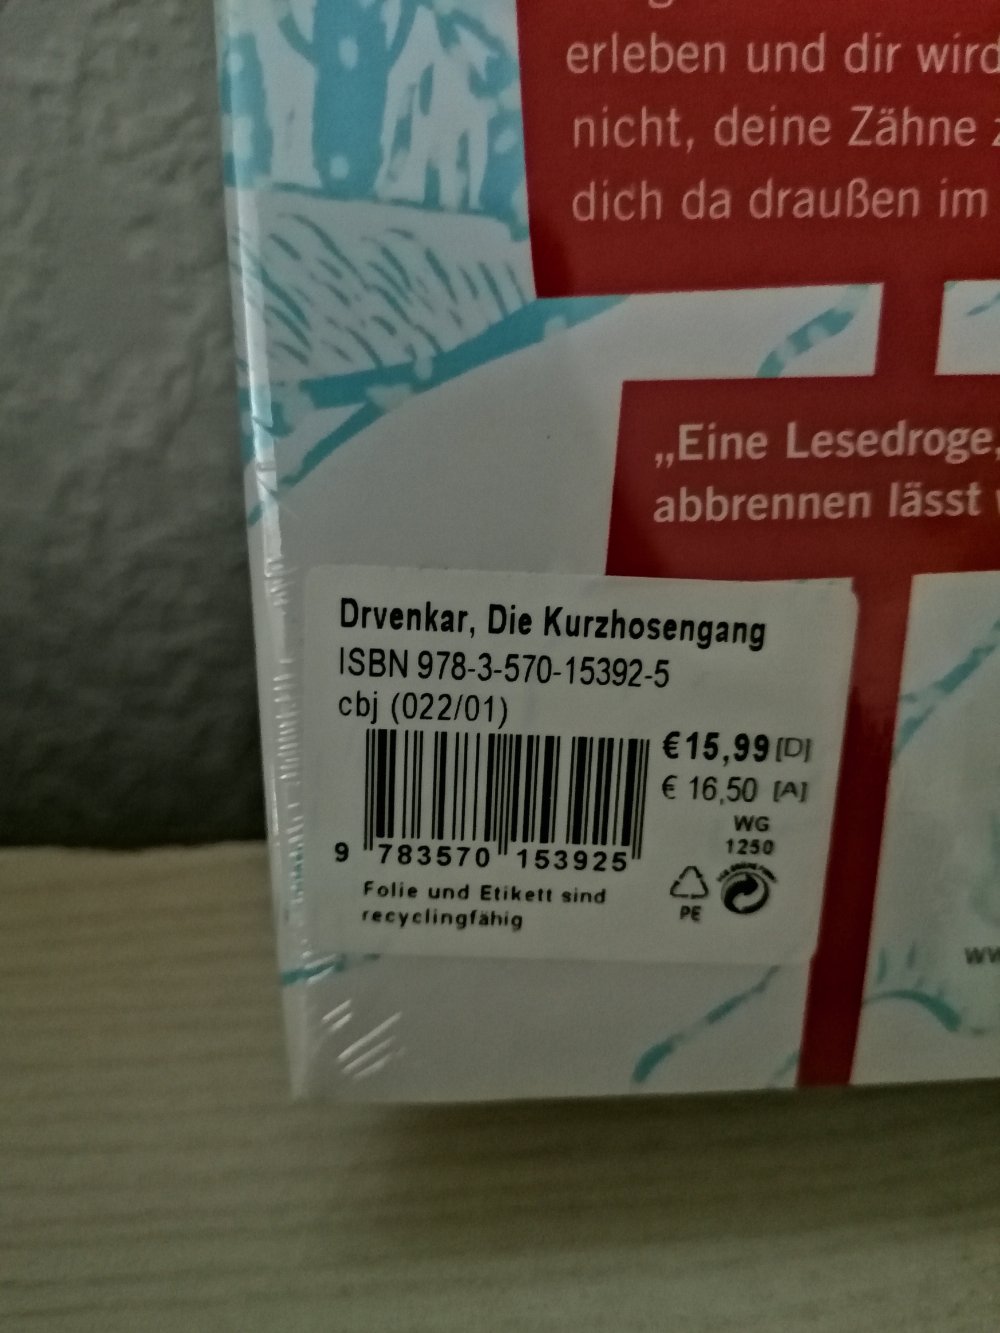 erleben und dir wird
nicht, deine Zähne z
dich da draußen im
„Eine Lesedroge,
abbrennen lässt
Drvenkar, Die Kurzhosengang
ISBN 978-3-570-15392-5
cbj (022/01)
€15,99 [D]
€ 16,50 [A]
WG
1250
9 783570 153925
Folie und Etikett sind
recyclingfähig
PE
ww